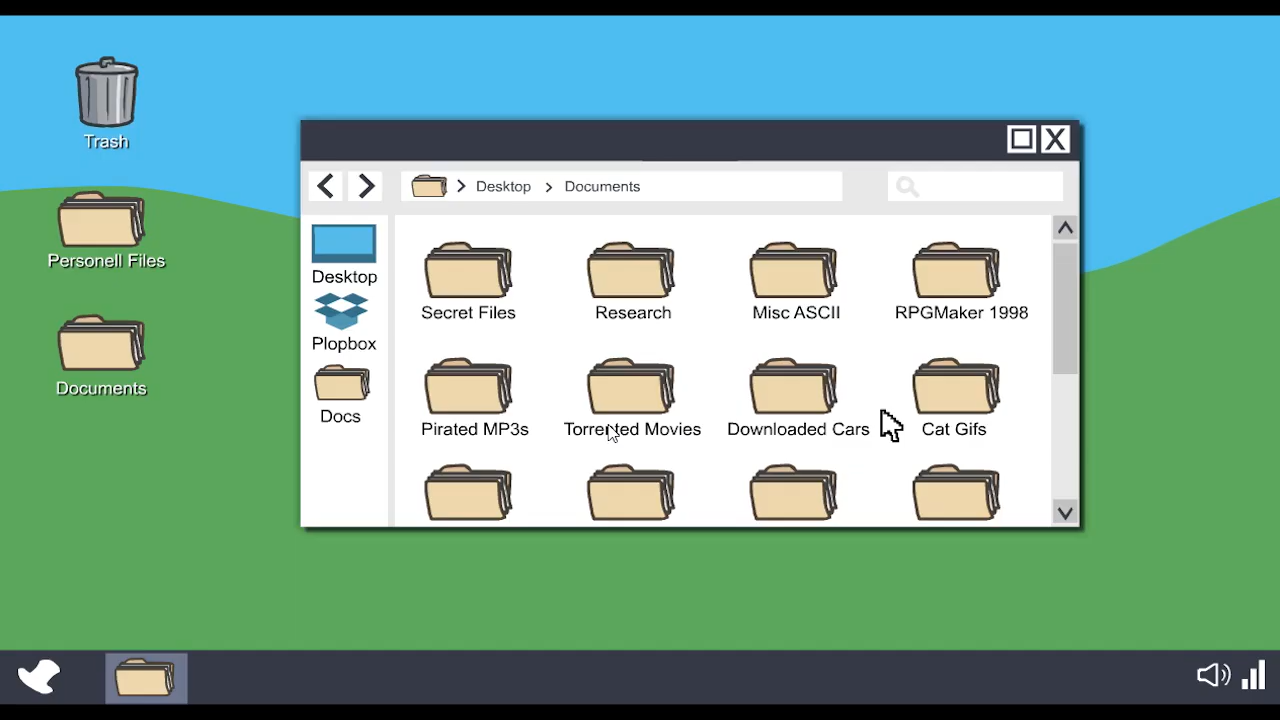 Trash
Personell Files
Documents
Desktop Documents
Desktop
Plopbox
Docs
Secret Files Research Misc ASCII RPGMaker 1998
Pirated MP3s Torrented Movies Downloaded Cars Cat Gifs